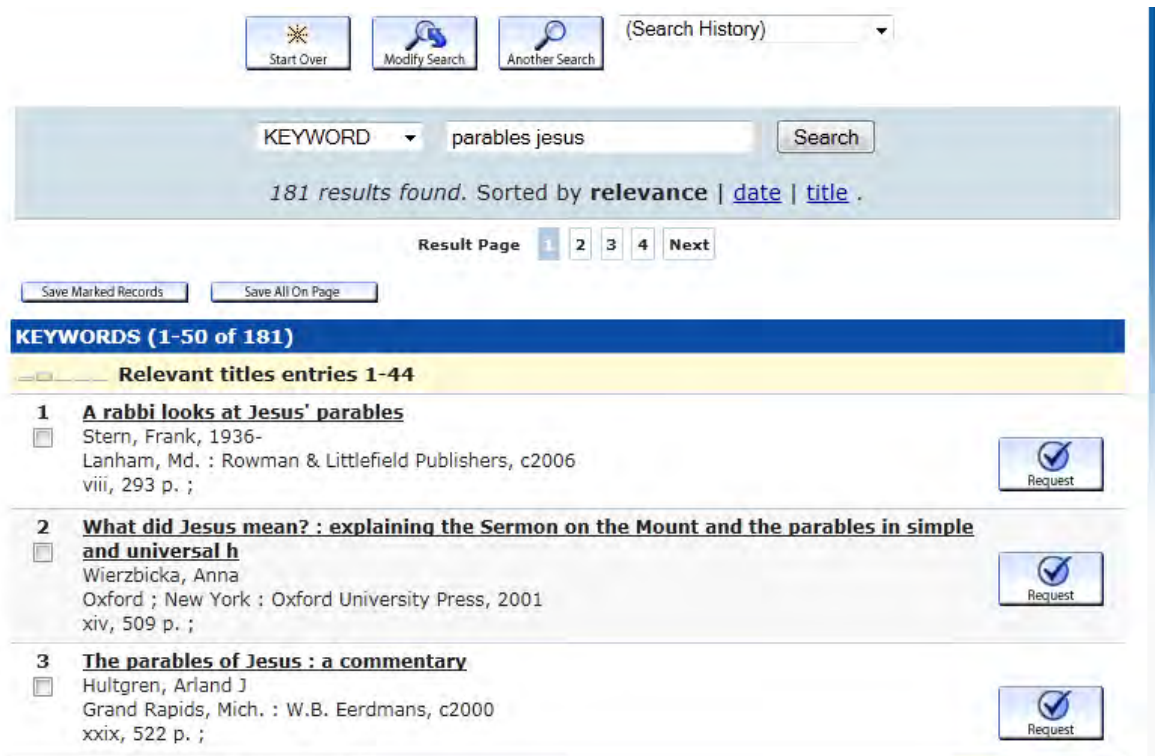 (Search History)
Start Over Modify Search Another Search
KEYWORD parables jesus Search
181 results found. Sorted by relevance | date | title .
Result Page 1 2 3 4 Next
Save Marked Records Save All On Page
KEYWORDS (1-50 of 181)
Relevant titles entries 1-44
1 A rabbi looks at Jesus' parables
Stern, Frank, 1936-
Lanham, Md. : Rowman & Littlefield Publishers, c2006
viii, 293 p. ;
Request
2 What did Jesus mean? : explaining the Sermon on the Mount and the parables in simple
and universal h
Wierzbicka, Anna
Oxford ; New York : Oxford University Press, 2001
xiv, 509 p. ;
Request
3 The parables of Jesus : a commentary
Hultgren, Arland J
Grand Rapids, Mich. : W.B. Eerdmans, c2000
xxix, 522 p. ;
Request